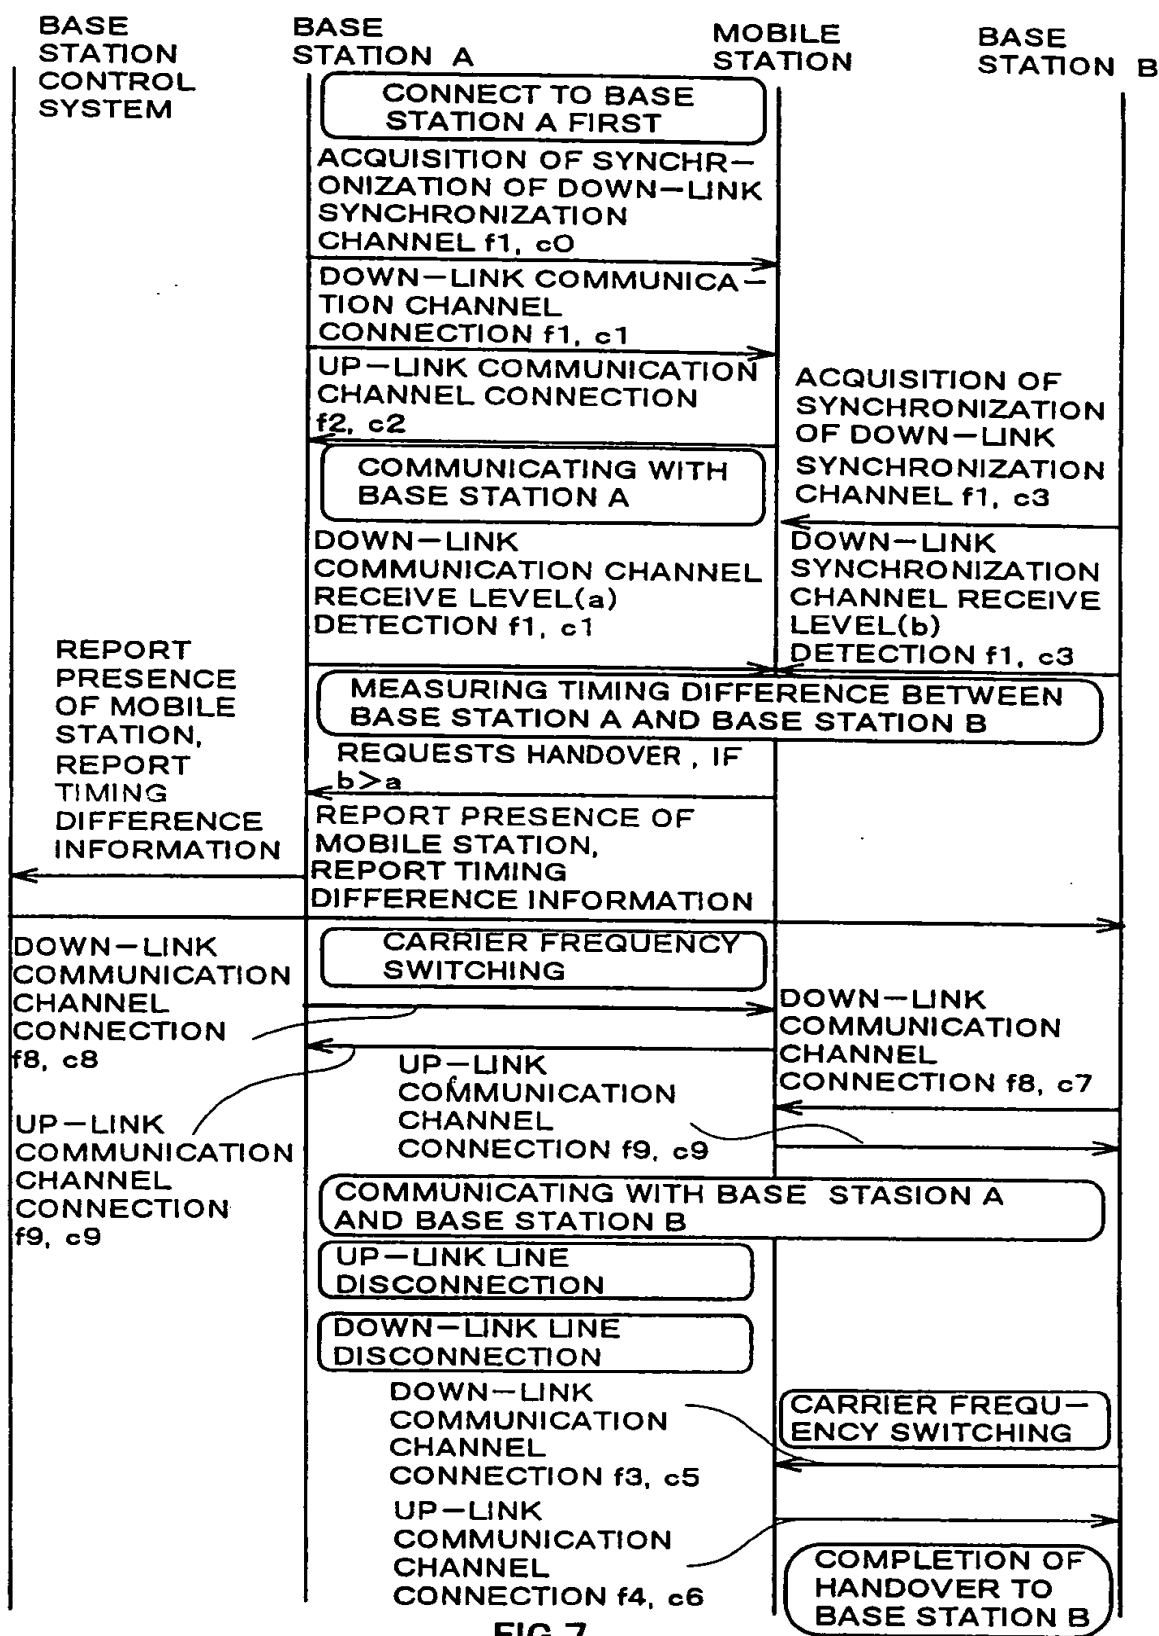 BASE
STATION
CONTROL
SYSTEM
BASE
STATION A
MOBILE
STATION
BASE
STATION B
CONNECT TO BASE
STATION A FIRST
ACQUISITION OF SYNCHR-
ONIZATION OF DOWN-LINK
SYNCHRONIZATION
CHANNEL f1, c0
DOWN-LINK COMMUNICA-
TION CHANNEL
CONNECTION f1, c1
UP-LINK COMMUNICATION
CHANNEL CONNECTION
f2, c2
ACQUISITION OF
SYNCHRONIZATION
OF DOWN-LINK
SYNCHRONIZATION
CHANNEL f1, c3
COMMUNICATING WITH
BASE STATION A
DOWN-LINK
COMMUNICATION CHANNEL
RECEIVE LEVEL(a)
DETECTION f1, c1
DOWN-LINK
SYNCHRONIZATION
CHANNEL RECEIVE
LEVEL(b)
DETECTION f1, c3
REPORT
PRESENCE
OF MOBILE
STATION,
REPORT
TIMING
DIFFERENCE
INFORMATION
MEASURING TIMING DIFFERENCE BETWEEN
BASE STATION A AND BASE STATION B
REQUESTS HANDOVER , IF
b>a
REPORT PRESENCE OF
MOBILE STATION,
REPORT TIMING
DIFFERENCE INFORMATION
CARRIER FREQUENCY
SWITCHING
DOWN-LINK
COMMUNICATION
CHANNEL
CONNECTION
f8, c8
DOWN-LINK
COMMUNICATION
CHANNEL
CONNECTION f8, c7
UP-LINK
COMMUNICATION
CHANNEL
CONNECTION f9, c9
UP-LINK
COMMUNICATION
CHANNEL
CONNECTION
f9, c9
COMMUNICATING WITH BASE STASION A
AND BASE STATION B
UP-LINK LINE
DISCONNECTION
DOWN-LINK LINE
DISCONNECTION
DOWN-LINK
COMMUNICATION
CHANNEL
CONNECTION f3, c5
CARRIER FREQU-
ENCY SWITCHING
UP-LINK
COMMUNICATION
CHANNEL
CONNECTION f4, c6
COMPLETION OF
HANDOVER TO
BASE STATION B
FIG.7